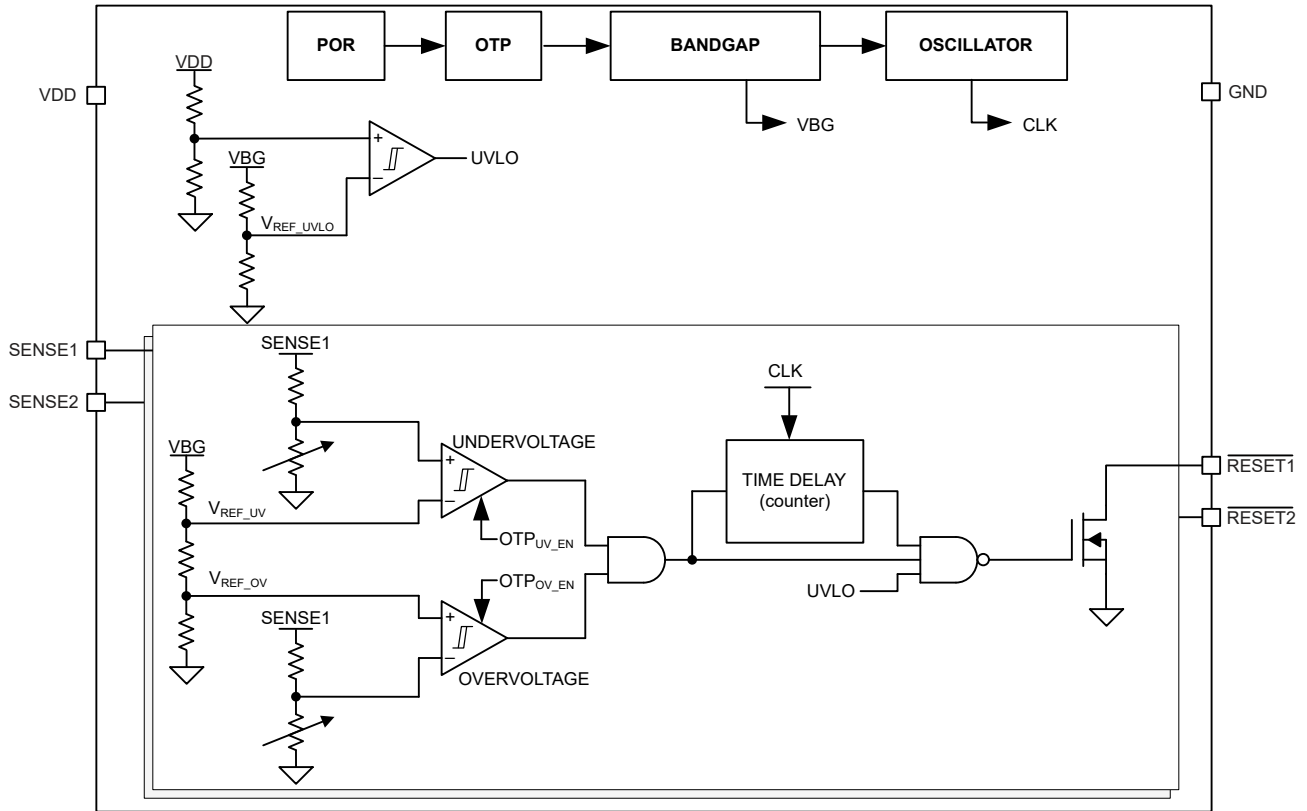 POR
OTP
BANDGAP
OSCILLATOR
VDD
VDD
GND
VBG
CLK
+
UVLO
VBG
−
V_REF_UVLO
SENSE1
SENSE1
CLK
SENSE2
VBG
UNDERVOLTAGE
+
TIME DELAY
(counter)
RESET1
−
V_REF_UV
RESET2
OTP_UV_EN
V_REF_OV
OTP_OV_EN
UVLO
SENSE1
+
−
OVERVOLTAGE